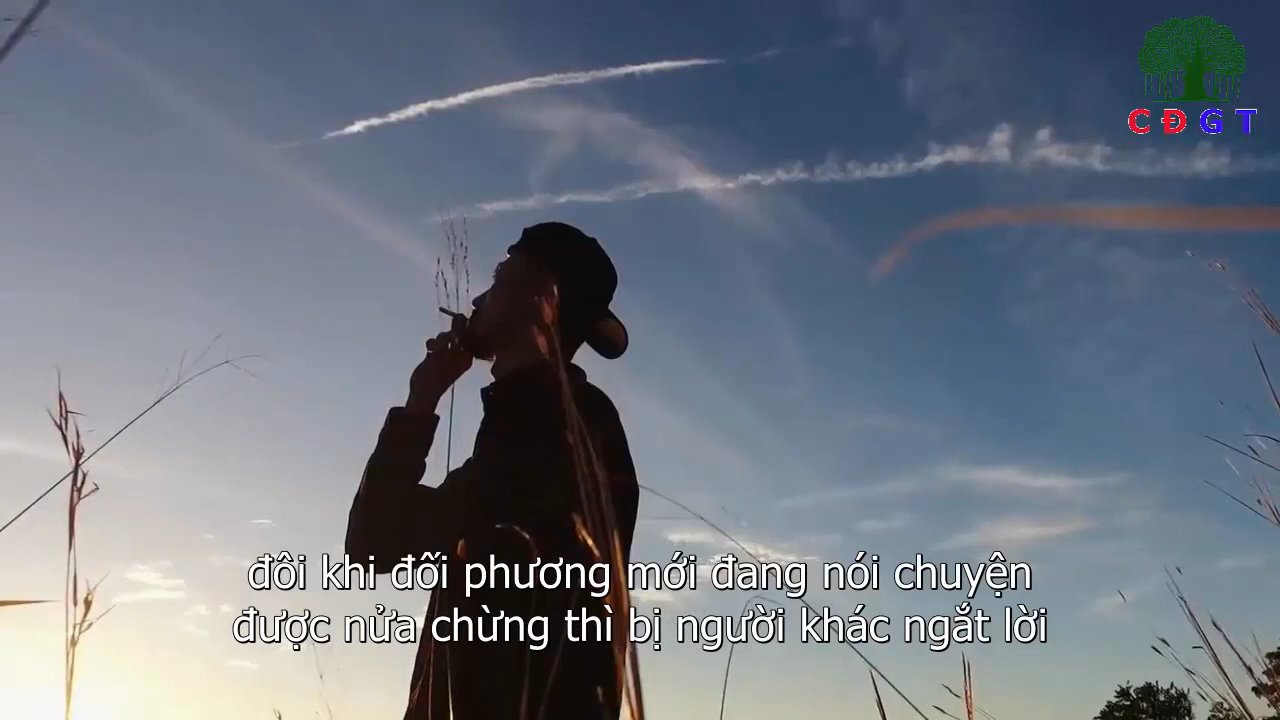 CĐGT
đôi khi đối phương mới đang nói chuyện
được nửa chừng thì bị người khác ngắt lời